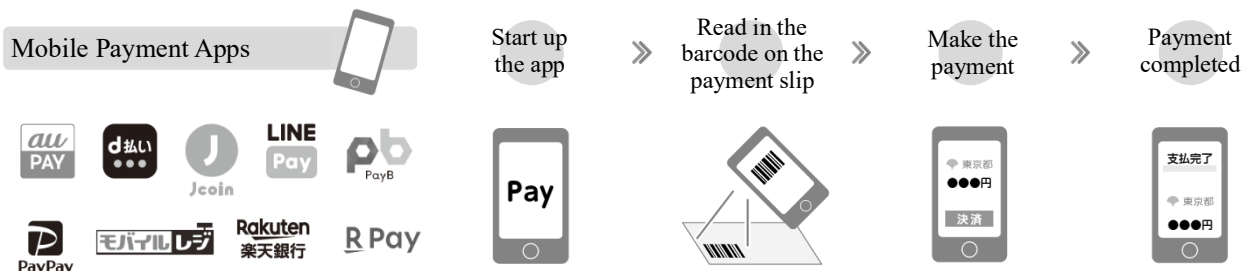 Mobile Payment Apps
au
PAY
d払い
J
Jcoin
LINE
Pay
pb
PayB
PayPay
モバイルレジ
Rakuten
楽天銀行
R Pay
Start up
the app
Read in the
barcode on the
payment slip
Make the
payment
Payment
completed
Pay
東京都
●●●円
決済
支払完了
東京都
●●●円